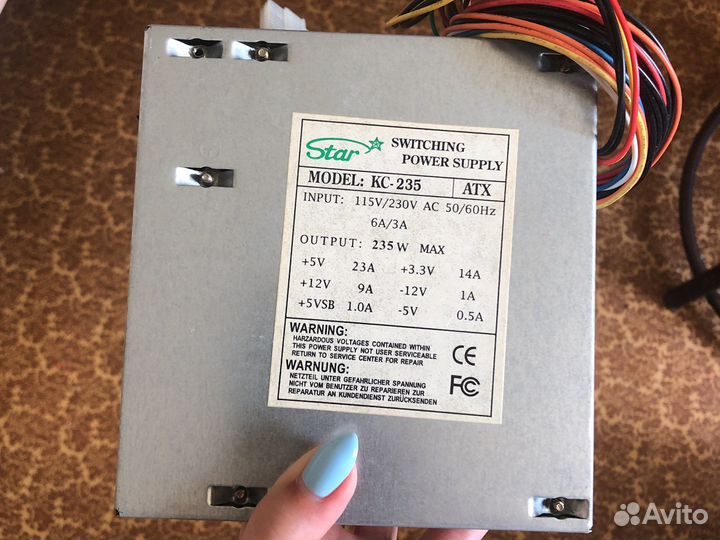 Star SWITCHING
POWER SUPPLY
MODEL: KC-235 ATX
INPUT: 115V/230V AC 50/60Hz
6A/3A
OUTPUT: 235W MAX
+5V 23A +3.3V 14A
+12V 9A -12V 1A
+5VSB 1.0A -5V 0.5A
WARNING:
HARZARDOUS VOLTAGES CONTAINED WITHIN
THIS POWER SUPPLY NOT USER SERVICEABLE
RETURN TO SERVICE CENTER FOR REPAIR
CE
WARNUNG:
NETZTEIL UNTER GEFAHRLICHER SPANNUNG
NICHT VOM BENUTZER ZU REPARIEREN ZUR
REPARATUR AN KUNDENDIENST ZURÜCKSENDEN
FC
Avito